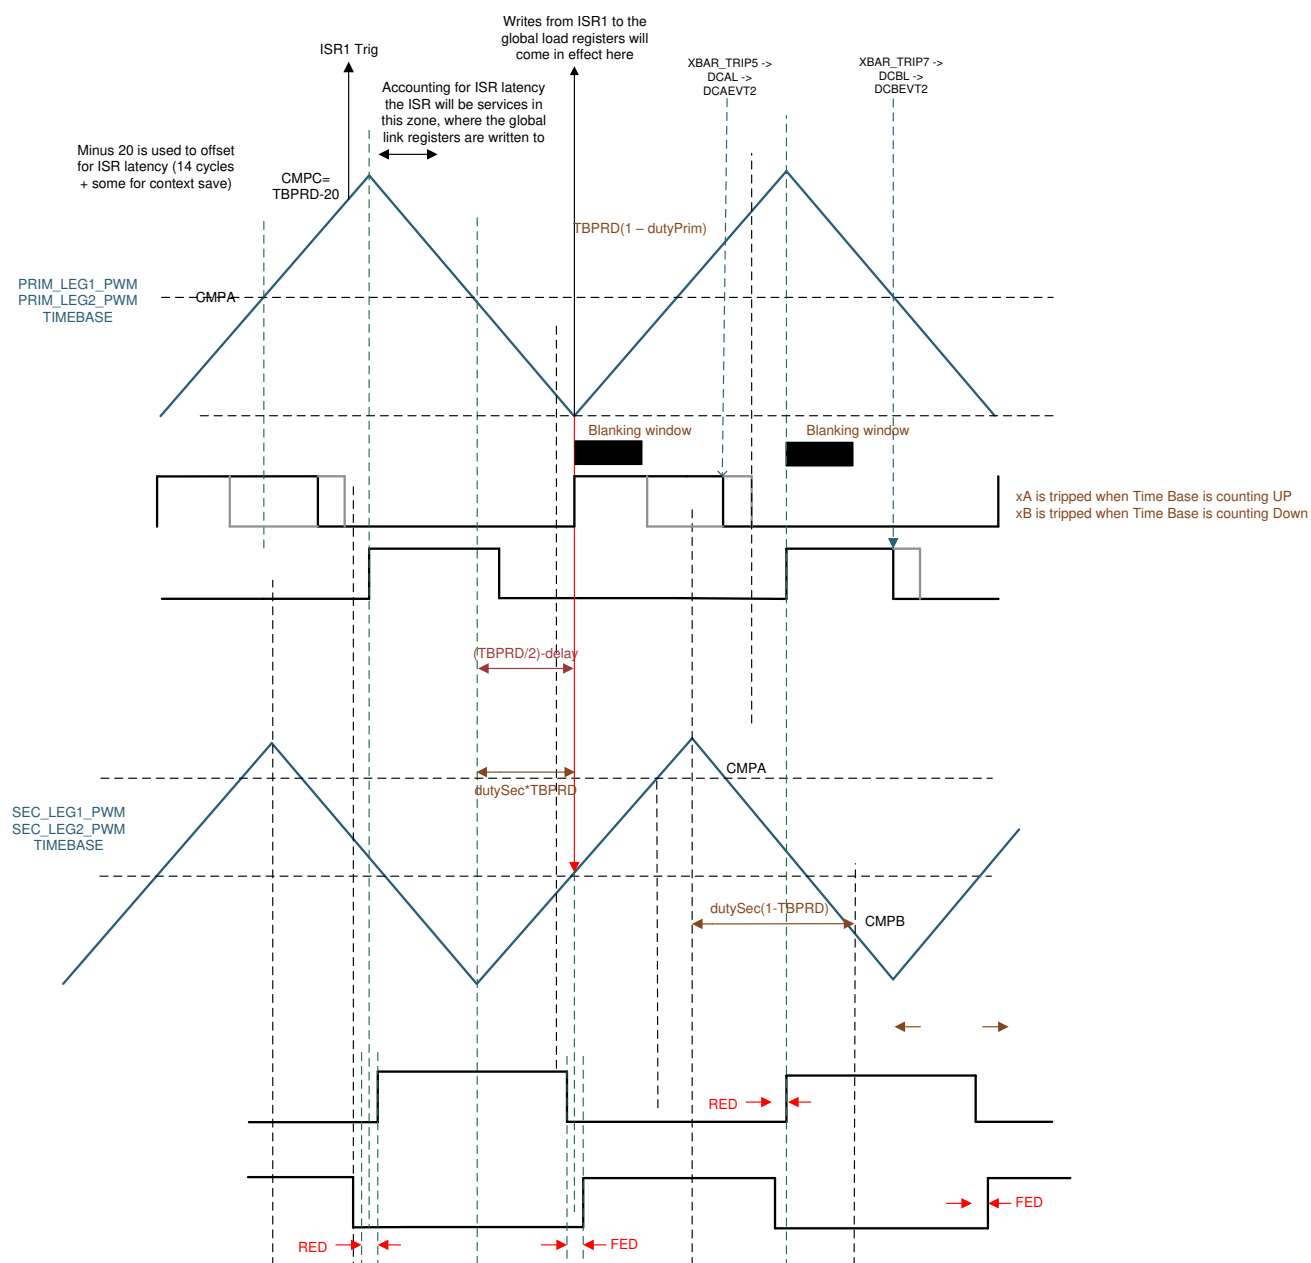 Writes from ISR1 to the
global load registers will
come in effect here
ISR1 Trig
XBAR_TRIP5 ->
DCAL ->
DCAEVT2
XBAR_TRIP7 ->
DCBL ->
DCBEVT2
Accounting for ISR latency
the ISR will be services in
this zone, where the global
link registers are written to
Minus 20 is used to offset
for ISR latency (14 cycles
+ some for context save)
CMPC=
TBPRD-20
TBPRD(1 – dutyPrim)
PRIM_LEG1_PWM
PRIM_LEG2_PWM
TIMEBASE
CMPA
Blanking window
Blanking window
xA is tripped when Time Base is counting UP
xB is tripped when Time Base is counting Down
(TBPRD/2)-delay
CMPA
dutySec*TBPRD
SEC_LEG1_PWM
SEC_LEG2_PWM
TIMEBASE
dutySec(1-TBPRD)
CMPB
RED
FED
RED
FED